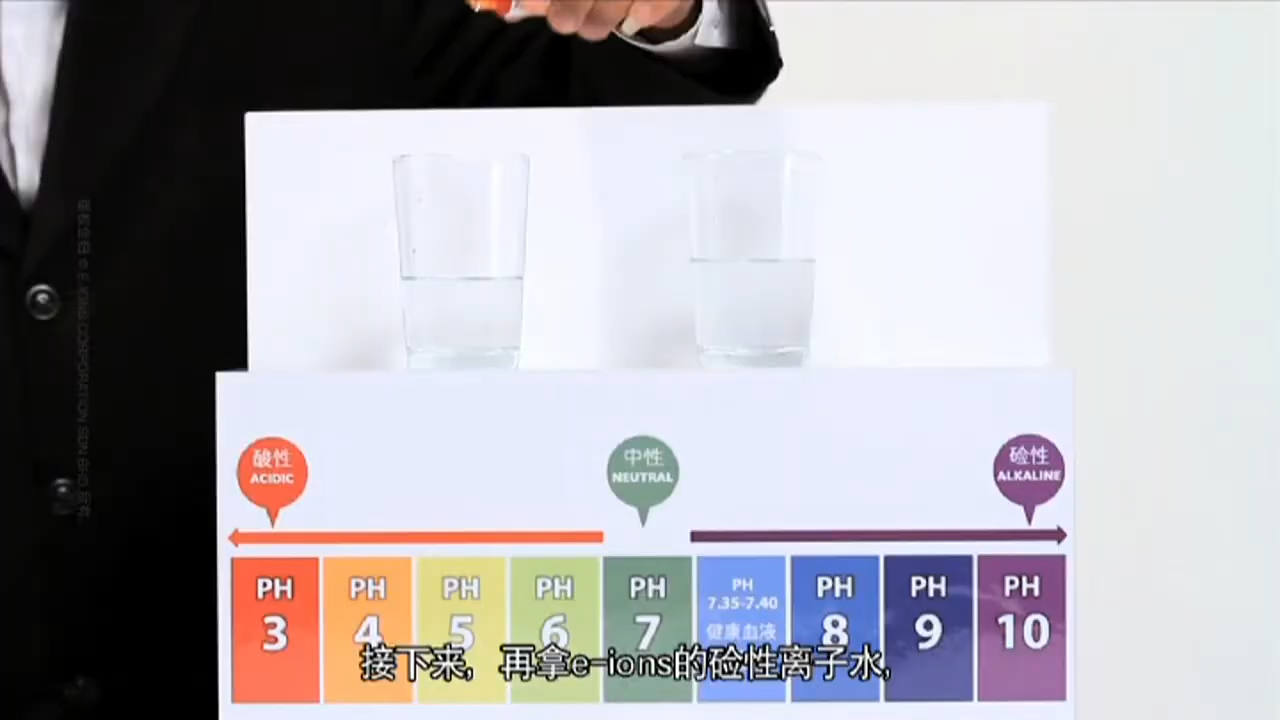 酸性
ACIDIC
中性
NEUTRAL
硷性
ALKALINE
PH
3
PH
4
PH
5
PH
6
PH
7
PH
7.35-7.40
健康血液
PH
8
PH
9
PH
10
接下来, 再拿e-ions的硷性离子水,